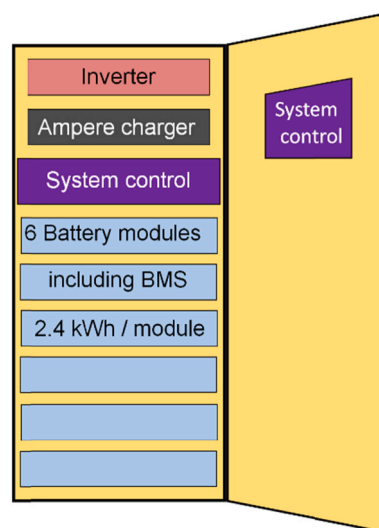 Inverter
Ampere charger
System control
6 Battery modules
including BMS
2.4 kWh / module
System
control